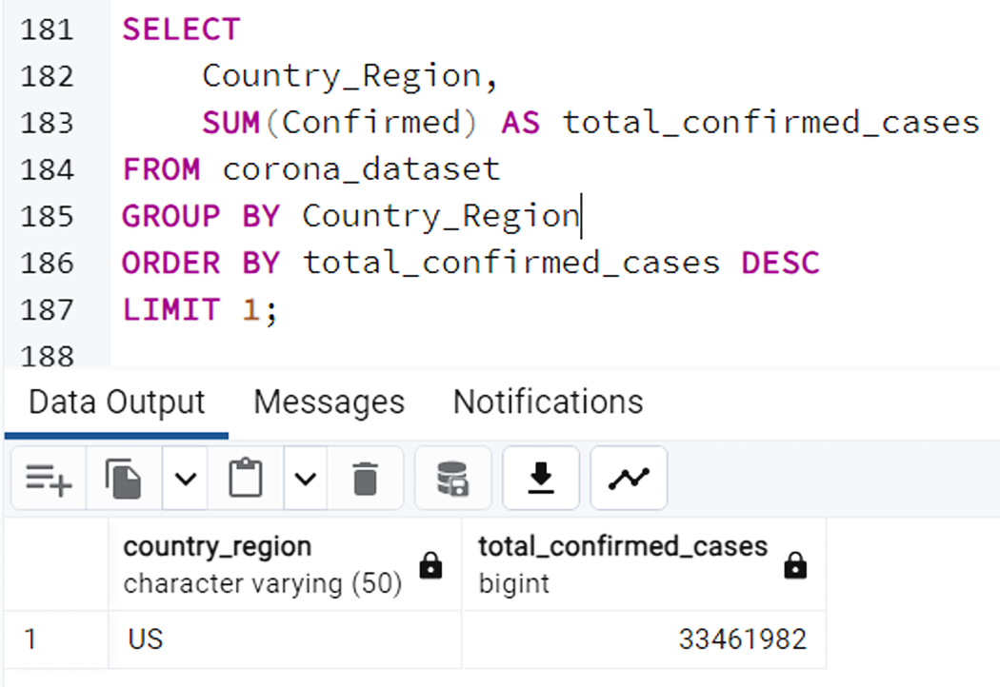 181 SELECT
182 Country_Region,
183 SUM(Confirmed) AS total_confirmed_cases
184 FROM corona_dataset
185 GROUP BY Country_Region
186 ORDER BY total_confirmed_cases DESC
187 LIMIT 1;
188
Data Output Messages Notifications
country_region total_confirmed_cases
character varying (50) bigint
1 US 33461982